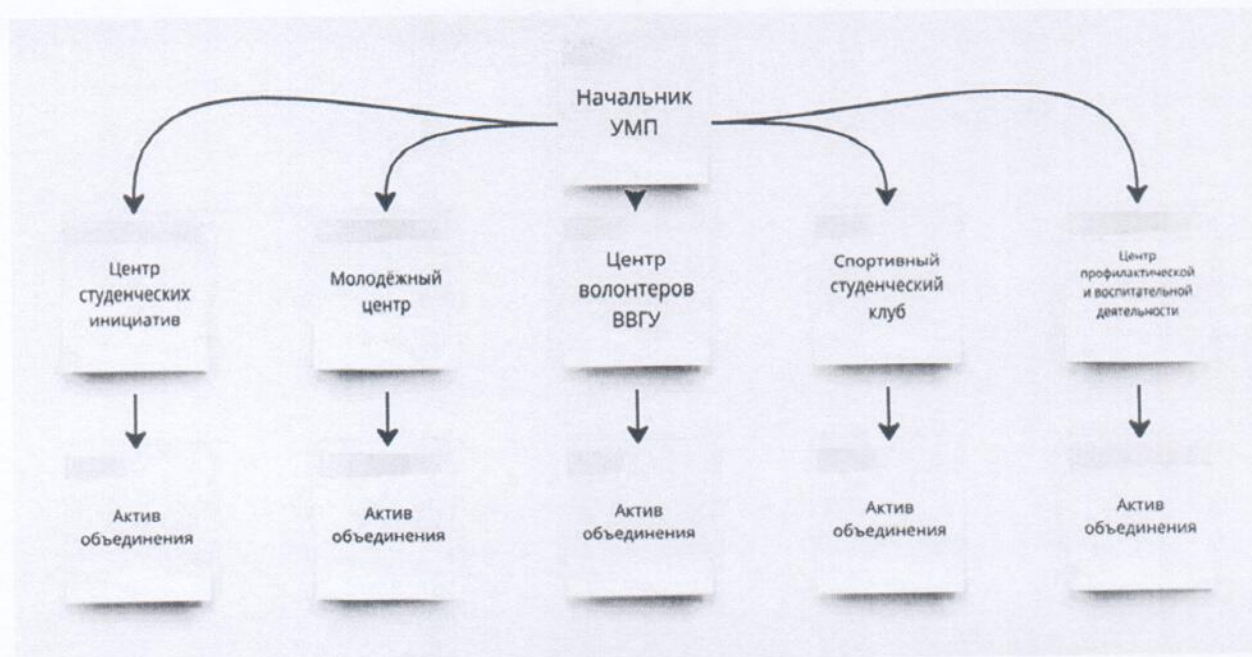 Начальник
УМП
Центр
студенческих
инициатив
Молодёжный
центр
Центр
волонтеров
ВВГУ
Спортивный
студенческий
клуб
Центр
профилактической
и воспитательной
деятельности
Актив
объединения
Актив
объединения
Актив
объединения
Актив
объединения
Актив
объединения